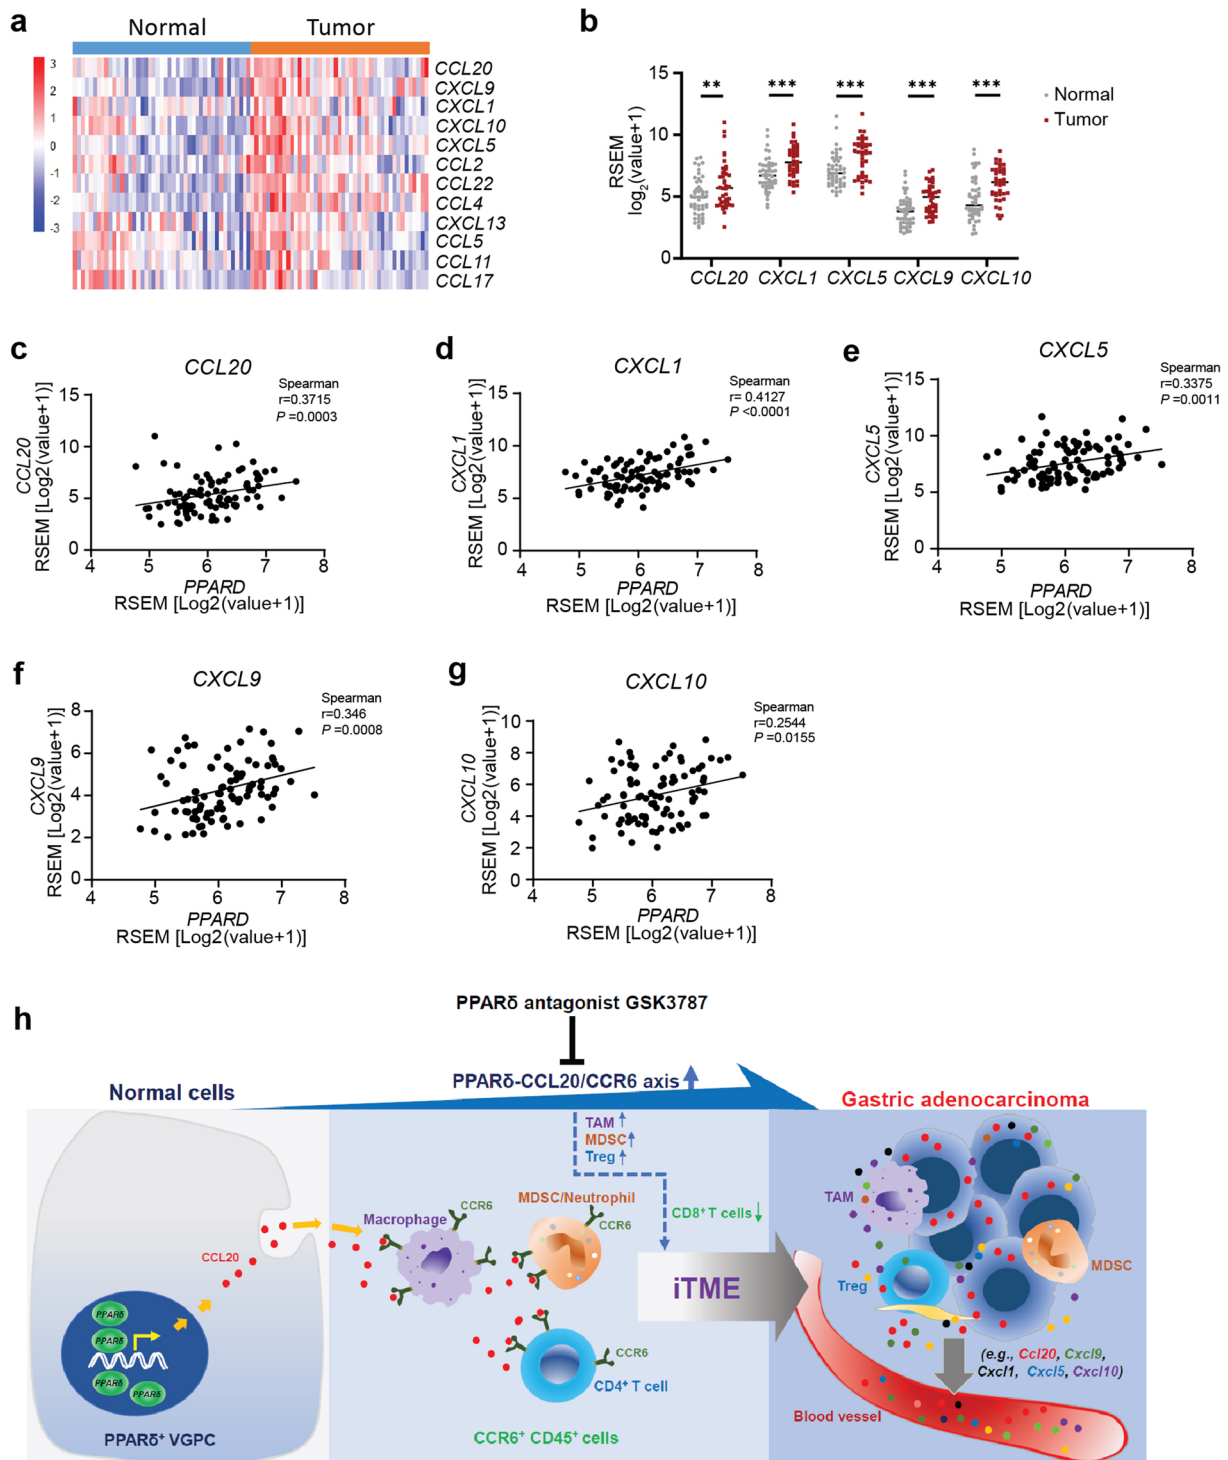 a
Normal Tumor
3
2
1
0
-1
-2
-3
CCL20
CXCL9
CXCL1
CXCL10
CXCL5
CCL2
CCL22
CCL4
CXCL13
CCL5
CCL11
CCL17
b
RSEM
log2(value+1)
15
10
5
0
** *** *** *** ***
Normal
Tumor
CCL20 CXCL1 CXCL5 CXCL9 CXCL10
c
CCL20
Spearman
r=0.3715
P =0.0003
CCL20
RSEM [Log2(value+1)]
15
10
5
0
4 5 6 7 8
PPARD
RSEM [Log2(value+1)]
d
CXCL1
Spearman
r= 0.4127
P <0.0001
CXCL1
RSEM [Log2(value+1)]
15
10
5
0
4 5 6 7 8
PPARD
RSEM [Log2(value+1)]
e
CXCL5
Spearman
r=0.3375
P =0.0011
CXCL5
RSEM [Log2(value+1)]
15
10
5
0
4 5 6 7 8
PPARD
RSEM [Log2(value+1)]
f
CXCL9
Spearman
r=0.346
P =0.0008
CXCL9
RSEM [Log2(value+1)]
8
6
4
2
0
4 5 6 7 8
PPARD
RSEM [Log2(value+1)]
g
CXCL10
Spearman
r=0.2544
P =0.0155
CXCL10
RSEM [Log2(value+1)]
10
8
6
4
2
0
4 5 6 7 8
PPARD
RSEM [Log2(value+1)]
h
PPARδ antagonist GSK3787
PPARδ-CCL20/CCR6 axis
Normal cells
Gastric adenocarcinoma
TAM
MDSC
Treg
CD8+ T cells
MDSC/Neutrophil
CCR6
CCR6
Macrophage
CCL20
iTME
TAM
MDSC
Treg
PPARδ
PPARδ
PPARδ
PPARδ
CCR6
CD4+ T cell
(e.g., Ccl20, Cxcl9,
Cxcl1, Cxcl5, Cxcl10)
Blood vessel
PPARδ+ VGPC
CCR6+ CD45+ cells